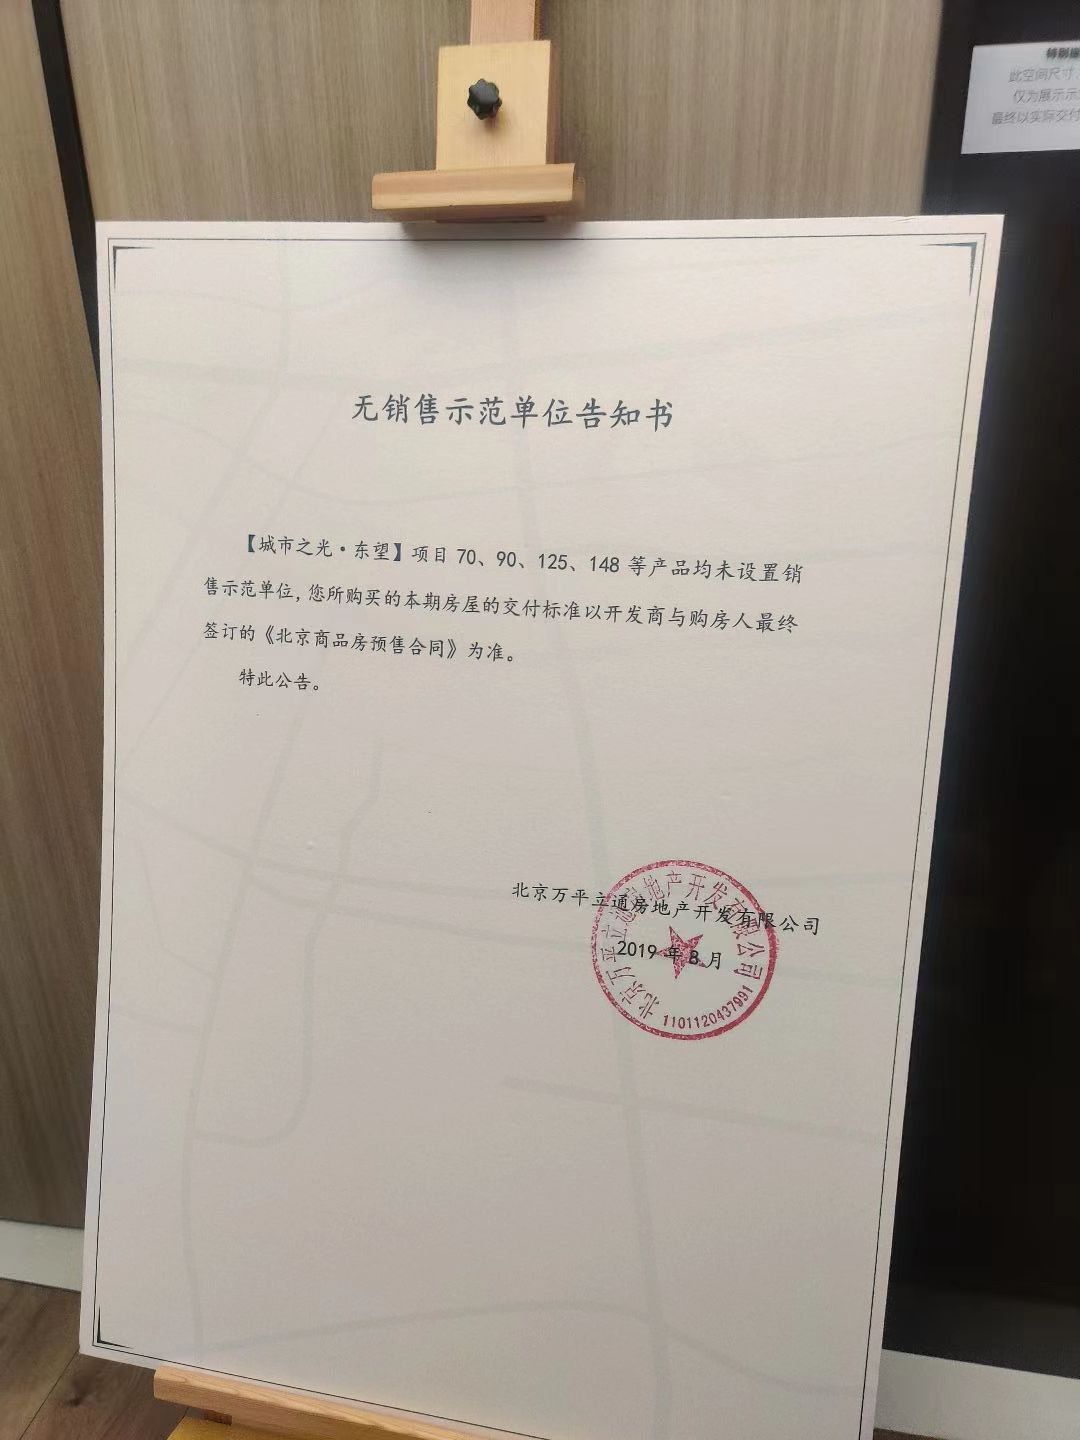 特别提
此空间尺寸、
仅为展示示意
最终以实际交付
无销售示范单位告知书
【城市之光·东望】项目 70、90、125、148 等产品均未设置销
售示范单位,您所购买的本期房屋的交付标准以开发商与购房人最终
签订的《北京商品房预售合同》为准。
特此公告。
北京万平立通房地产开发有限公司
2019 年 8 月
北京万平立通房地产开发有限公司
1101120437991